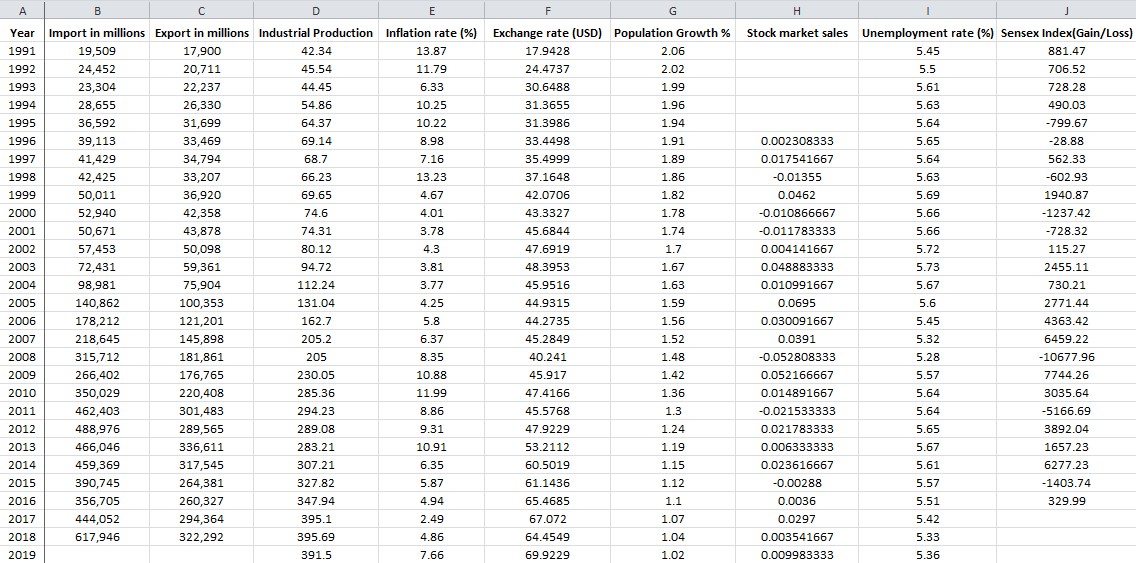 A B C D E F G H I J
Year Import in millions Export in millions Industrial Production Inflation rate (%) Exchange rate (USD) Population Growth % Stock market sales Unemployment rate (%) Sensex Index(Gain/Loss)
1991 19,509 17,900 42.34 13.87 17.9428 2.06 5.45 881.47
1992 24,452 20,711 45.54 11.79 24.4737 2.02 5.5 706.52
1993 23,304 22,237 44.45 6.33 30.6488 1.99 5.61 728.28
1994 28,655 26,330 54.86 10.25 31.3655 1.96 5.63 490.03
1995 36,592 31,699 64.37 10.22 31.3986 1.94 5.64 -799.67
1996 39,113 33,469 69.14 8.98 33.4498 1.91 0.002308333 5.65 -28.88
1997 41,429 34,794 68.7 7.16 35.4999 1.89 0.017541667 5.64 562.33
1998 42,425 33,207 66.23 13.23 37.1648 1.86 -0.01355 5.63 -602.93
1999 50,011 36,920 69.65 4.67 42.0706 1.82 0.0462 5.69 1940.87
2000 52,940 42,358 74.6 4.01 43.3327 1.78 -0.010866667 5.66 -1237.42
2001 50,671 43,878 74.31 3.78 45.6844 1.74 -0.011783333 5.66 -728.32
2002 57,453 50,098 80.12 4.3 47.6919 1.7 0.004141667 5.72 115.27
2003 72,431 59,361 94.72 3.81 48.3953 1.67 0.048883333 5.73 2455.11
2004 98,981 75,904 112.24 3.77 45.9516 1.63 0.010991667 5.67 730.21
2005 140,862 100,353 131.04 4.25 44.9315 1.59 0.0695 5.6 2771.44
2006 178,212 121,201 162.7 5.8 44.2735 1.56 0.030091667 5.45 4363.42
2007 218,645 145,898 205.2 6.37 45.2849 1.52 0.0391 5.32 6459.22
2008 315,712 181,861 205 8.35 40.241 1.48 -0.052808333 5.28 -10677.96
2009 266,402 176,765 230.05 10.88 45.917 1.42 0.052166667 5.57 7744.26
2010 350,029 220,408 285.36 11.99 47.4166 1.36 0.014891667 5.64 3035.64
2011 462,403 301,483 294.23 8.86 45.5768 1.3 -0.021533333 5.64 -5166.69
2012 488,976 289,565 289.08 9.31 47.9229 1.24 0.021783333 5.65 3892.04
2013 466,046 336,611 283.21 10.91 53.2112 1.19 0.006333333 5.67 1657.23
2014 459,369 317,545 307.21 6.35 60.5019 1.15 0.023616667 5.61 6277.23
2015 390,745 264,381 327.82 5.87 61.1436 1.12 -0.00288 5.57 -1403.74
2016 356,705 260,327 347.94 4.94 65.4685 1.1 0.0036 5.51 329.99
2017 444,052 294,364 395.1 2.49 67.072 1.07 0.0297 5.42
2018 617,946 322,292 395.69 4.86 64.4549 1.04 0.003541667 5.33
2019 391.5 7.66 69.9229 1.02 0.009983333 5.36